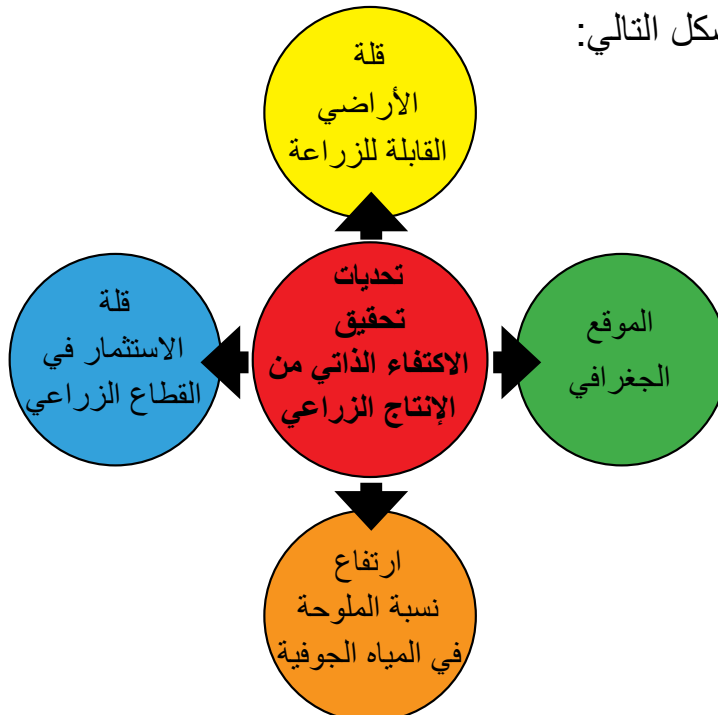 كل التالي:
قلة
الأراضي
القابلة للزراعة
تحديات
تحقيق
الاكتفاء الذاتي من
الإنتاج الزراعي
الموقع
الجغرافي
قلة
الاستثمار في
القطاع الزراعي
ارتفاع
نسبة الملوحة
في المياه الجوفية